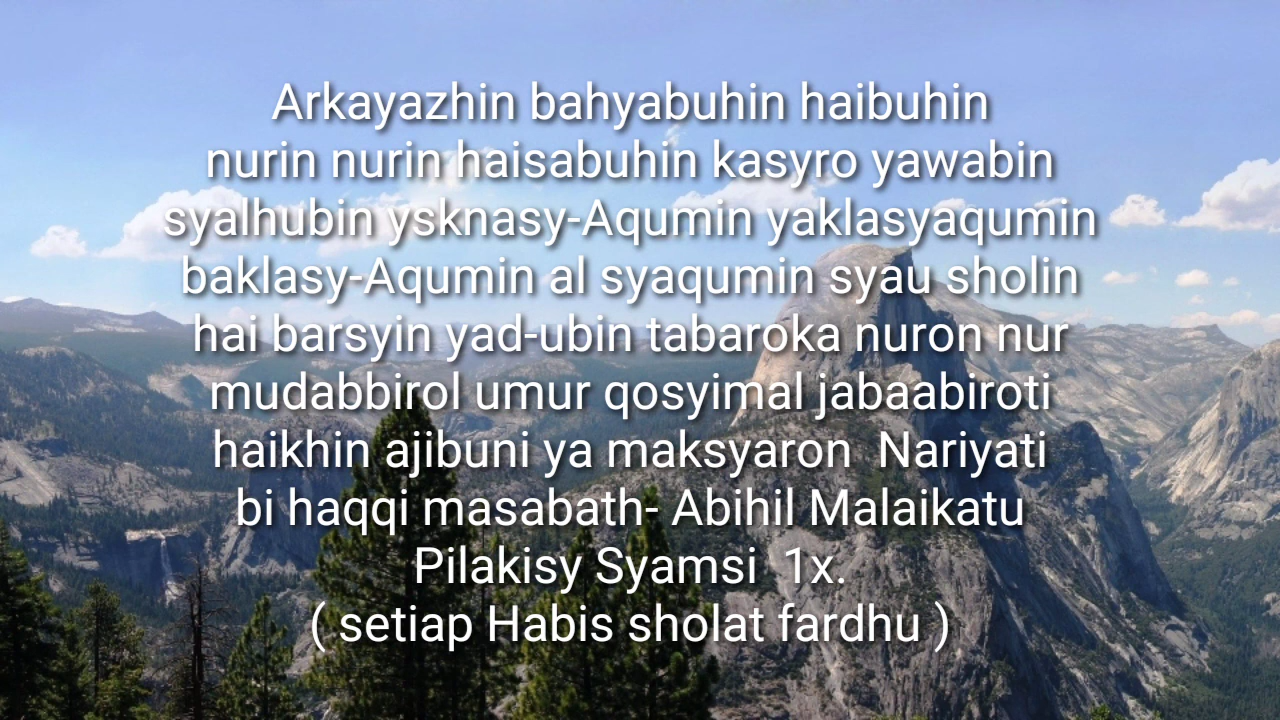 Arkayazhin bahyabuhin haibuhin
nurin nurin haisabuhin kasyro yawabin
syalhubin ysknasy-Aqumin yaklasyaqumin
baklasy-Aqumin al syaqumin syau sholin
hai barsyin yad-ubin tabaroka nuron nur
mudabbirol umur qosyimal jabaabiroti
haikhin ajibuni ya maksyaron  Nariyati
bi haqqi masabath- Abihil Malaikatu
Pilakisy Syamsi  1x.
( setiap Habis sholat fardhu )